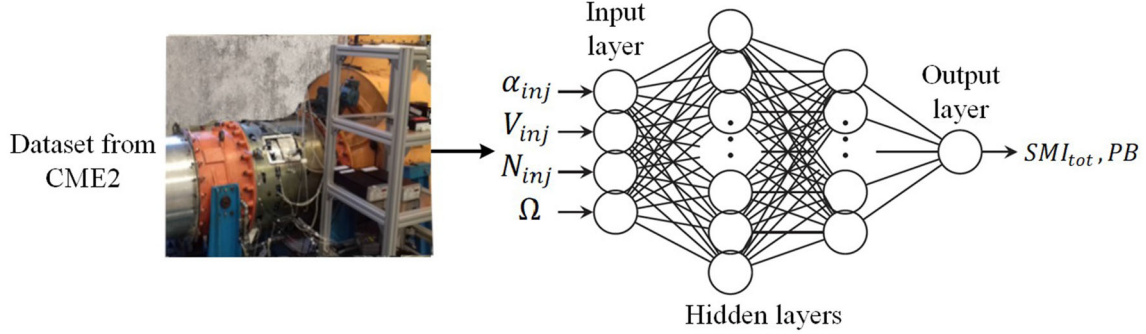 Dataset from
CME2
Input
layer
α_inj
V_inj
N_inj
Ω
Hidden layers
Output
layer
SMI_tot, PB